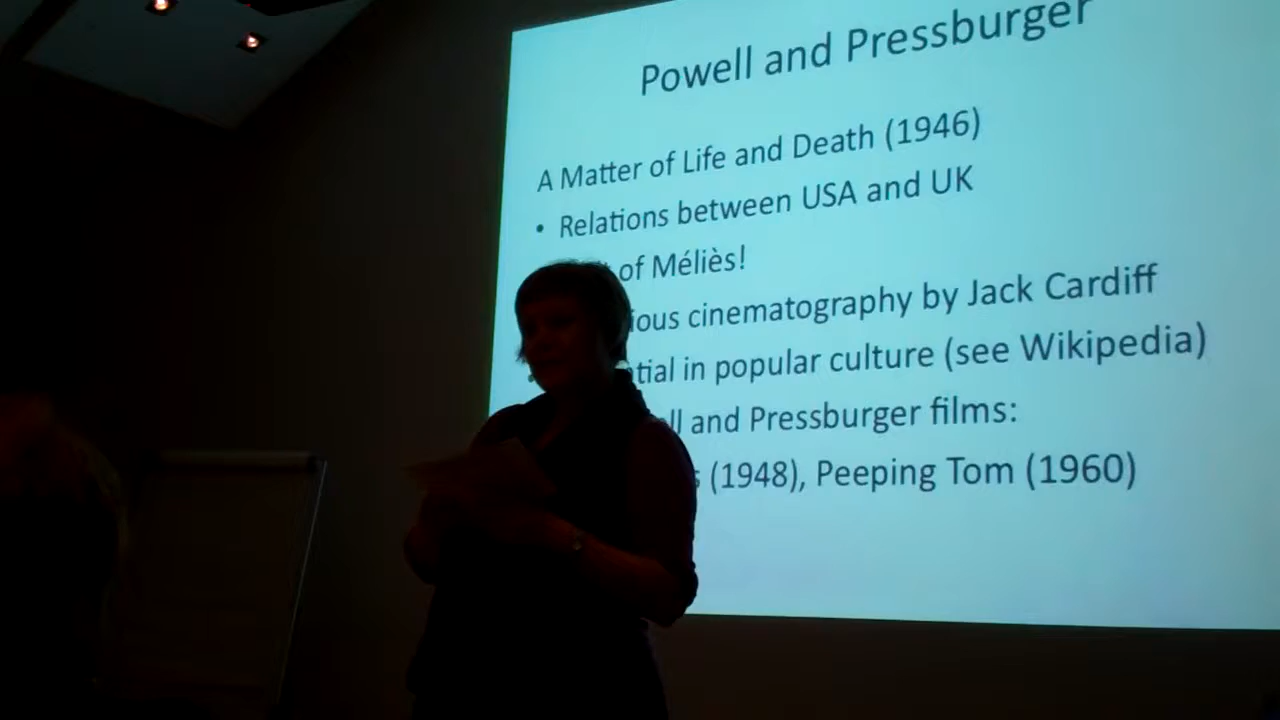 Powell and Pressburger
A Matter of Life and Death (1946)
• Relations between USA and UK
of Méliès!
cinematography by Jack Cardiff
in popular culture (see Wikipedia)
and Pressburger films:
(1948), Peeping Tom (1960)